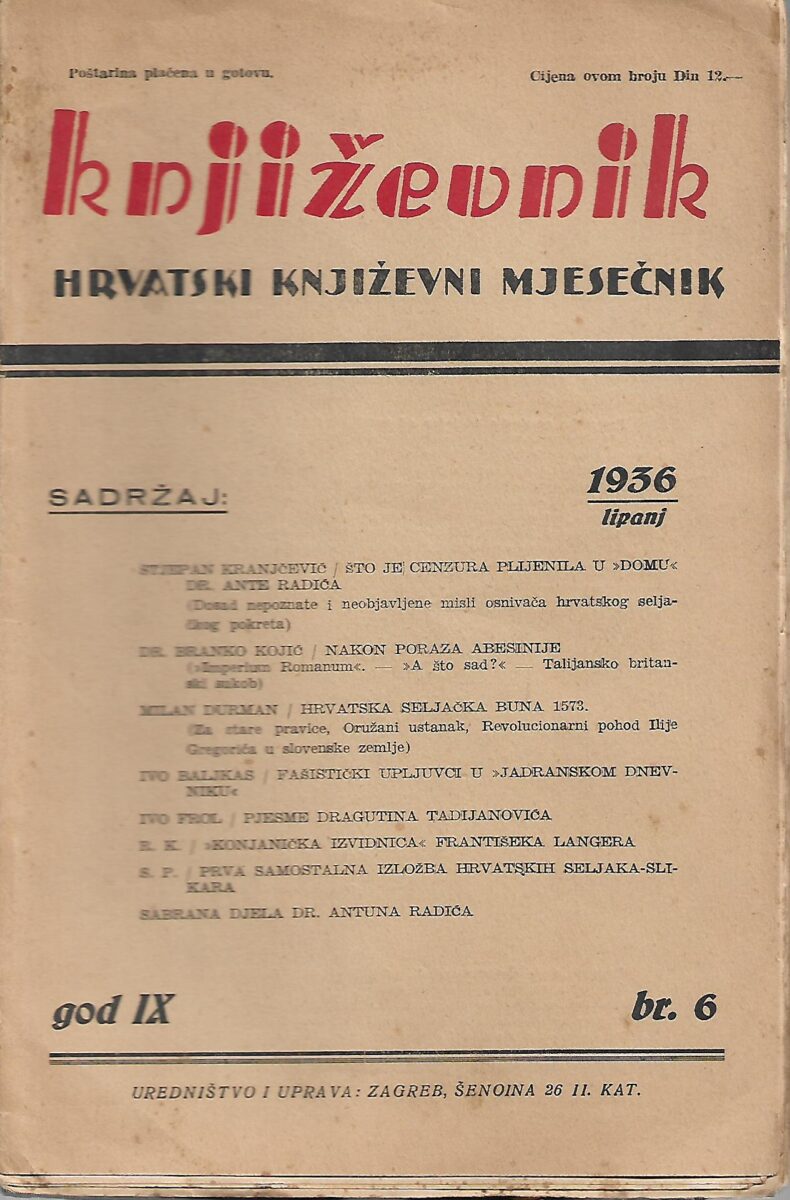 Poštarina plaćena u gotovu.
Cijena ovom broju Din 12.—
književnik
HRVATSKI KNJIŽEVNI MJESEČNIK
SADRŽAJ:
1936
lipanj
STJEPAN KRANJČEVIĆ / ŠTO JE CENZURA PLIJENILA U »DOMU«
DR. ANTE RADIĆA
(Dosad nepoznate i neobjavljene misli osnivača hrvatskog selja-
čkog pokreta)
DR. BRANKO KOJIĆ / NAKON PORAZA ABESINIJE
(»Imperium Romanum«. — »A što sad?« — Talijansko britan-
ski sukob)
MILAN DURMAN / HRVATSKA SELJAČKA BUNA 1573.
(Za stare pravice, Oružani ustanak, Revolucionarni pohod Ilije
Gregorića u slovenske zemlje)
IVO BALJKAS / FAŠISTIČKI UPLJUVCI U »JADRANSKOM DNEV-
NIKU«
IVO FROL / PJESME DRAGUTINA TADIJANOVIĆA
R. K. / »KONJANIČKA IZVIDNICA« FRANTIŠEKA LANGERA
S. P. / PRVA SAMOSTALNA IZLOŽBA HRVATSKIH SELJAKA-SLI-
KARA
SABRANA DJELA DR. ANTUNA RADIĆA
god IX
br. 6
UREDNIŠTVO I UPRAVA: ZAGREB, ŠENOINA 26 II. KAT.